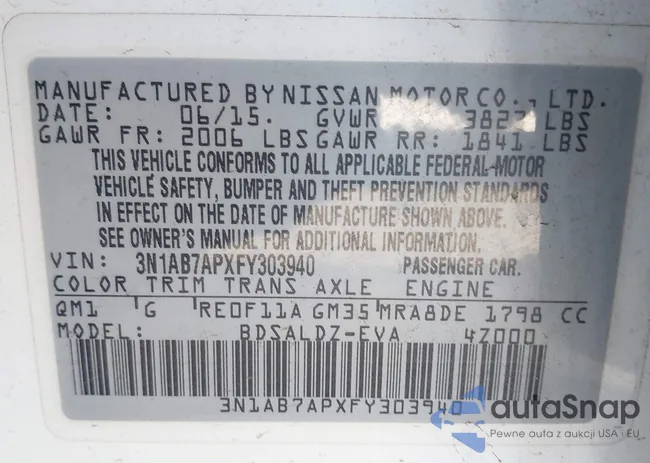 MANUFACTURED BY NISSAN MOTOR CO., LTD.
DATE: 06/15. GVWR 3827 LBS
GAWR FR: 2006 LBS GAWR RR: 1841 LBS
THIS VEHICLE CONFORMS TO ALL APPLICABLE FEDERAL-MOTOR
VEHICLE SAFETY, BUMPER AND THEFT PREVENTION STANDARDS
IN EFFECT ON THE DATE OF MANUFACTURE SHOWN ABOVE.
SEE OWNER'S MANUAL FOR ADDITIONAL INFORMATION.
VIN: 3N1AB7APXFY303940 PASSENGER CAR.
COLOR TRIM TRANS AXLE ENGINE
QM1 G RE0F11A GM35 MRA8DE 1798 CC
MODEL: BDSALDZ-EVA 4Z000
3N1AB7APXFY303940
autoSnap
Pewne auta z aukcji USA i EU